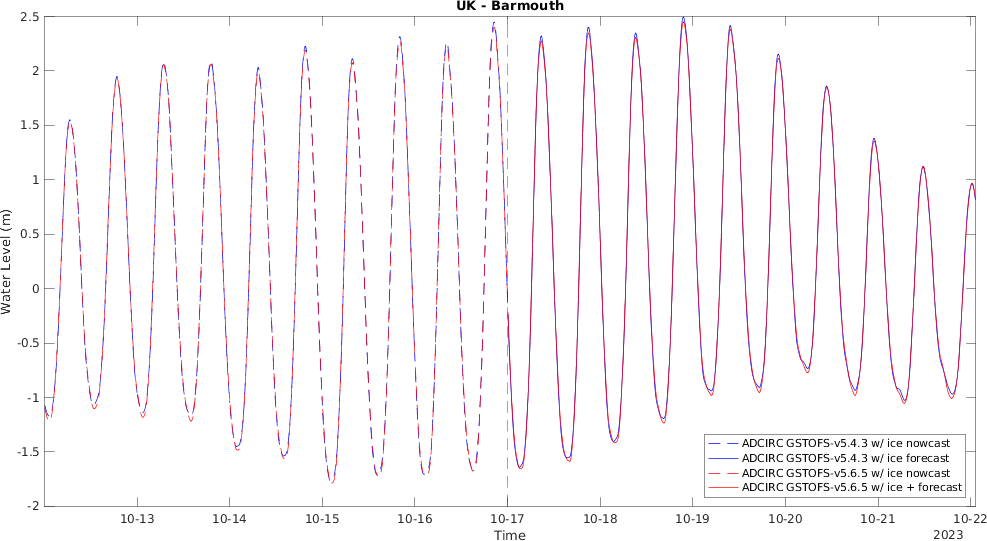 UK - Barmouth
2.5
2
1.5
1
0.5
0
-0.5
-1
-1.5
-2
Water Level (m)
10-13 10-14 10-15 10-16 10-17 10-18 10-19 10-20 10-21 10-22
Time
2023
ADCIRC GSTOFS-v5.4.3 w/ ice nowcast
ADCIRC GSTOFS-v5.4.3 w/ ice forecast
ADCIRC GSTOFS-v5.6.5 w/ ice nowcast
ADCIRC GSTOFS-v5.6.5 w/ ice + forecast